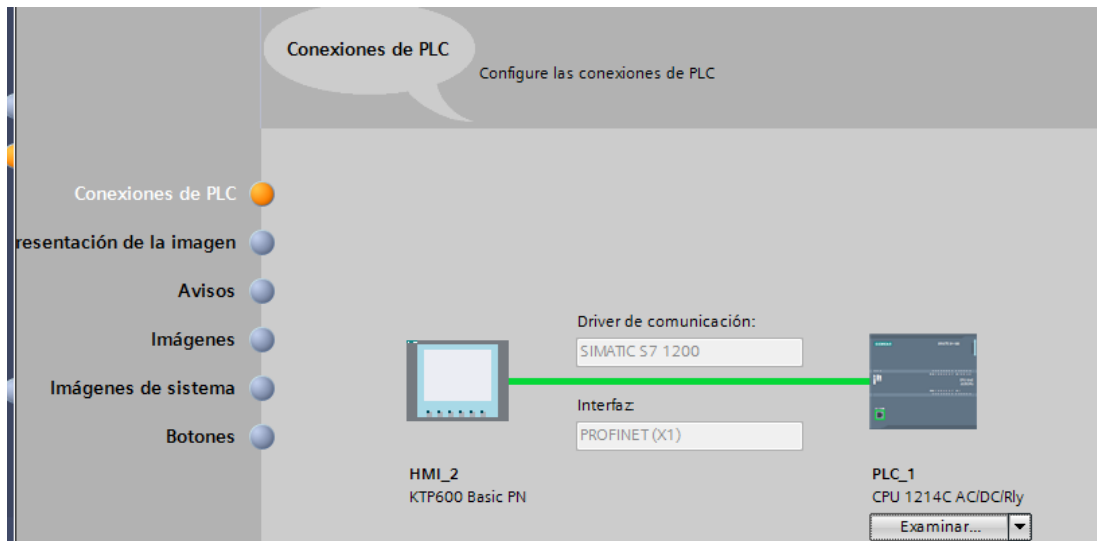 Conexiones de PLC
Configure las conexiones de PLC
Conexiones de PLC
resentación de la imagen
Avisos
Imágenes
Imágenes de sistema
Botones
Driver de comunicación:
SIMATIC S7 1200
Interfaz:
PROFINET (X1)
HMI_2
KTP600 Basic PN
PLC_1
CPU 1214C AC/DC/Rly
Examinar...